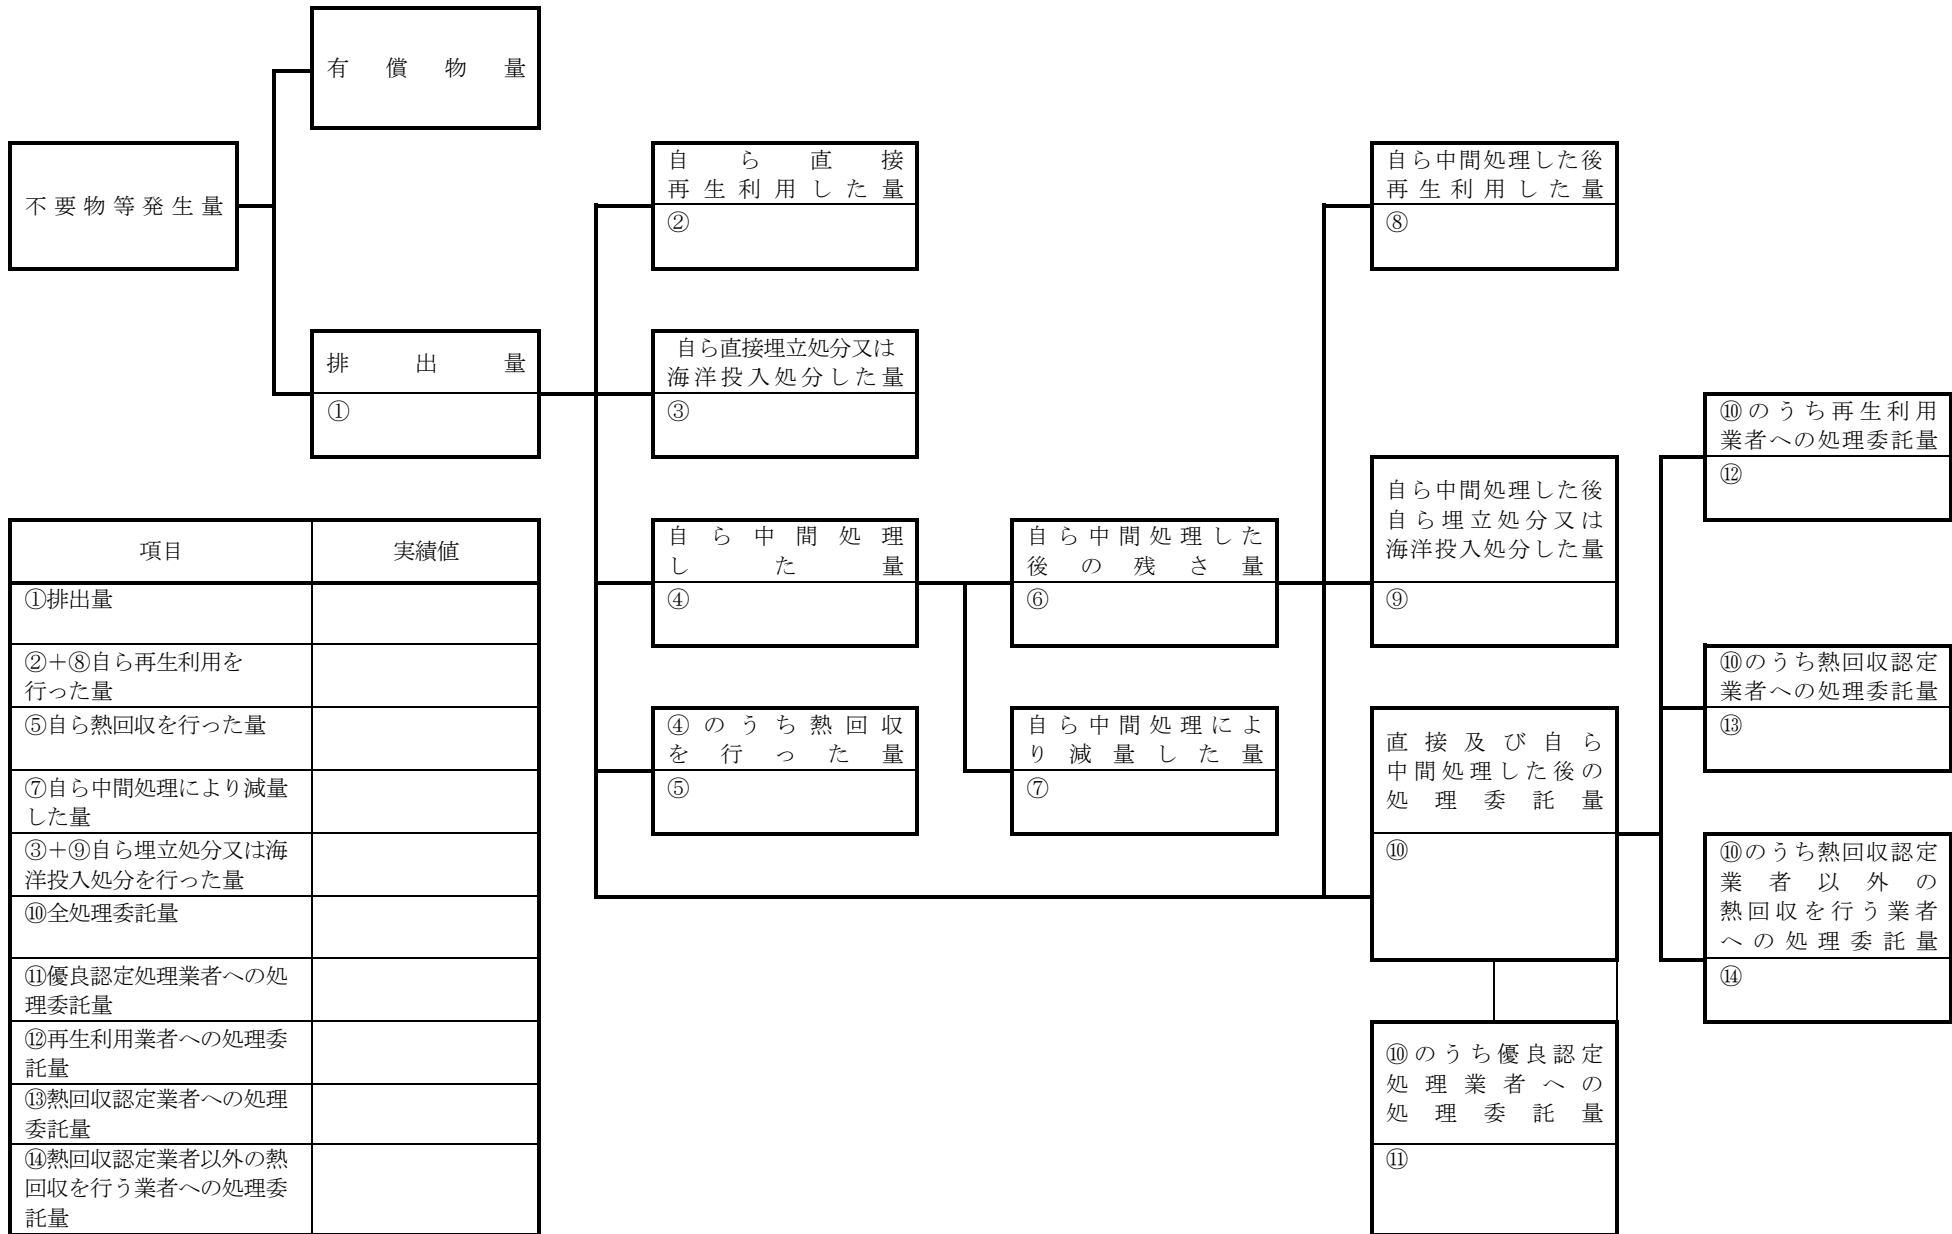 有償物量
不要物等発生量
排出量
①
自ら直接
再生利用した量
②
自ら直接埋立処分又は
海洋投入処分した量
③
自ら中間処理
した量
④
④のうち熱回収
を行った量
⑤
自ら中間処理した
後の残さ量
⑥
自ら中間処理によ
り減量した量
⑦
自ら中間処理した後
再生利用した量
⑧
自ら中間処理した後
自ら埋立処分又は
海洋投入処分した量
⑨
直接及び自ら
中間処理した後の
処理委託量
⑩
⑩のうち優良認定
処理業者への
処理委託量
⑪
⑩のうち再生利用
業者への処理委託量
⑫
⑩のうち熱回収認定
業者への処理委託量
⑬
⑩のうち熱回収認定
業者以外の
熱回収を行う業者
への処理委託量
⑭
項目 実績値
①排出量
②＋⑧自ら再生利用を
行った量
⑤自ら熱回収を行った量
⑦自ら中間処理により減量
した量
③＋⑨自ら埋立処分又は海
洋投入処分を行った量
⑩全処理委託量
⑪優良認定処理業者への処
理委託量
⑫再生利用業者への処理委
託量
⑬熱回収認定業者への処理
委託量
⑭熱回収認定業者以外の熱
回収を行う業者への処理委
託量